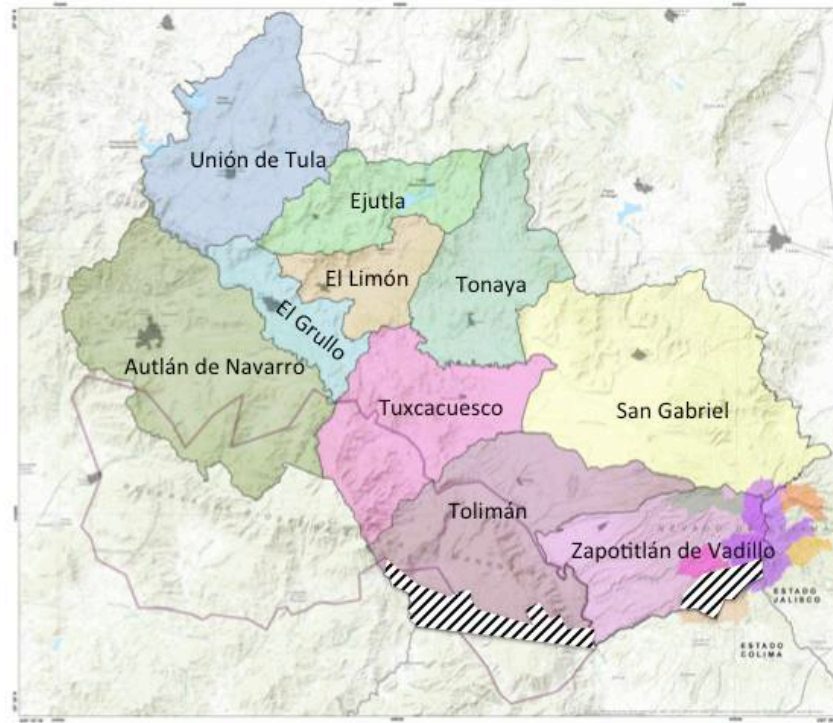 Unión de Tula
Ejutla
El Limón
Tonaya
El Grullo
Autlán de Navarro
Tuxcacuesco
San Gabriel
Tolimán
Zapotitlán de Vadillo
ESTADO
JALISCO
ESTADO
COLIMA